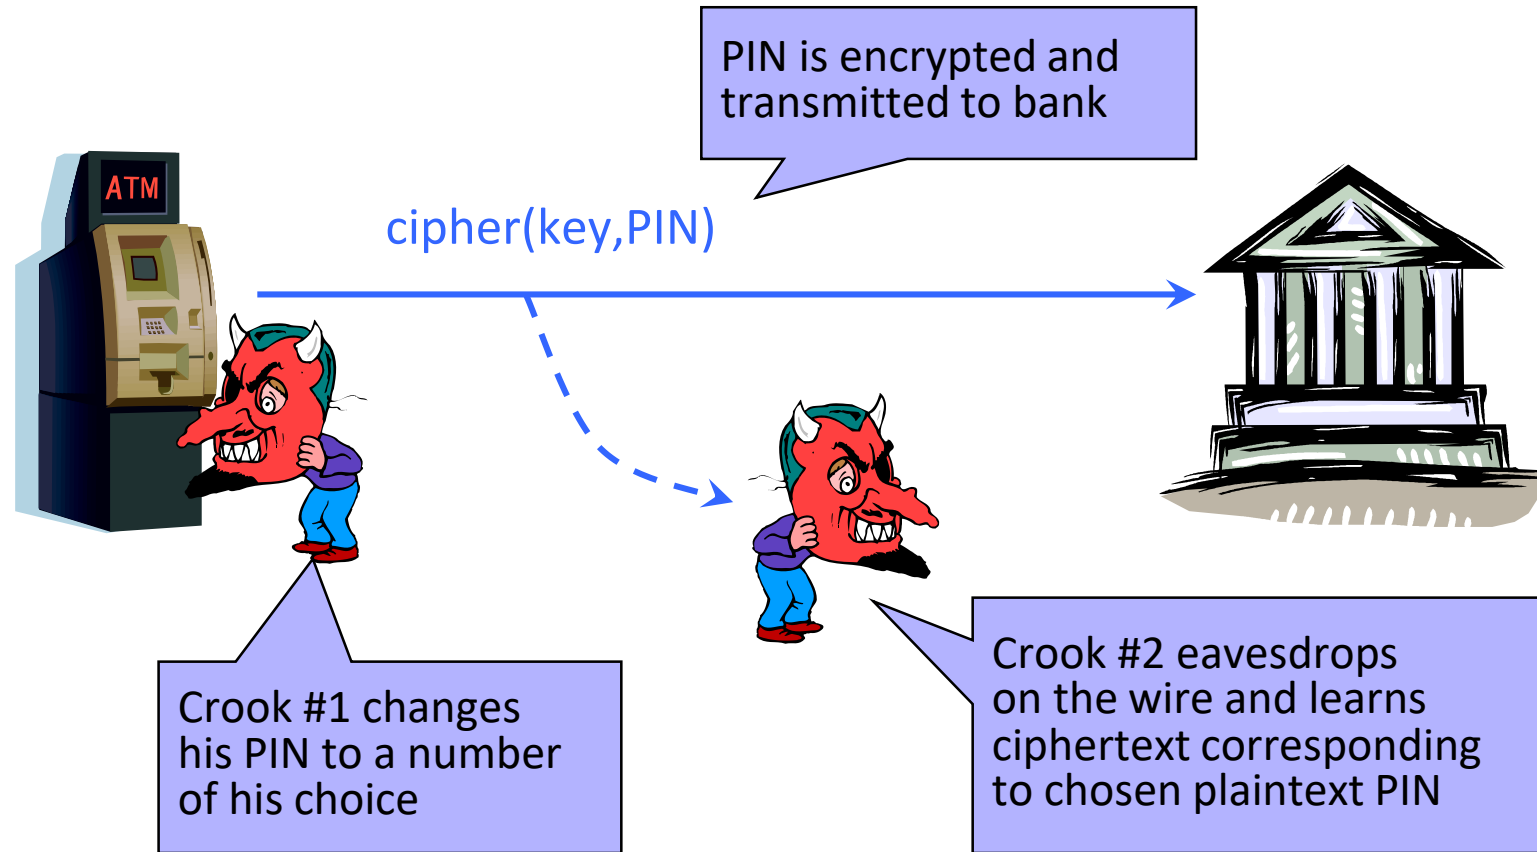 PIN is encrypted and
transmitted to bank
ATM
cipher(key,PIN)
Crook #1 changes
his PIN to a number
of his choice
Crook #2 eavesdrops
on the wire and learns
ciphertext corresponding
to chosen plaintext PIN